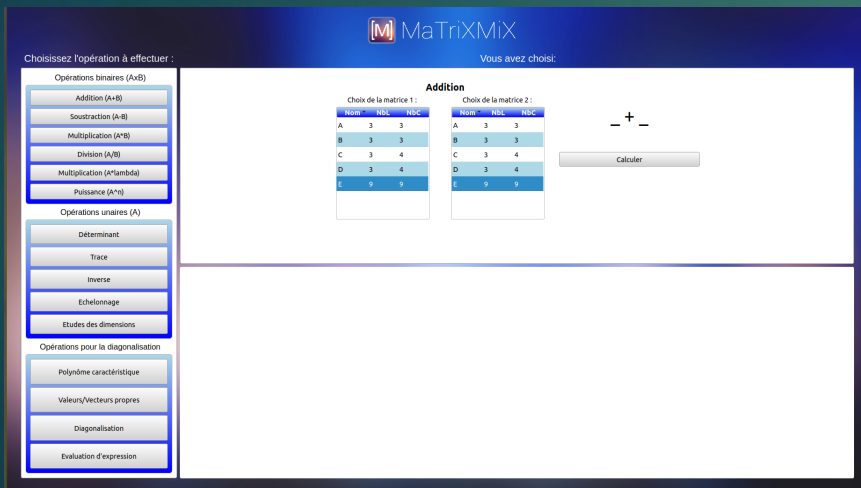 [M] MaTriXMiX
Choisissez l'opération à effectuer :
Vous avez choisi:
Opérations binaires (AxB)
Addition (A+B)
Soustraction (A-B)
Multiplication (A*B)
Division (A/B)
Multiplication (A*lambda)
Puissance (A^n)
Opérations unaires (A)
Déterminant
Trace
Inverse
Echelonnage
Etudes des dimensions
Opérations pour la diagonalisation
Polynôme caractéristique
Valeurs/Vecteurs propres
Diagonalisation
Evaluation d'expression
Addition
Choix de la matrice 1 :
Nom NbL NbC
A 3 3
B 3 3
C 3 4
D 3 4
E 9 9
Choix de la matrice 2 :
Nom NbL NbC
A 3 3
B 3 3
C 3 4
D 3 4
E 9 9
_ + _
Calculer